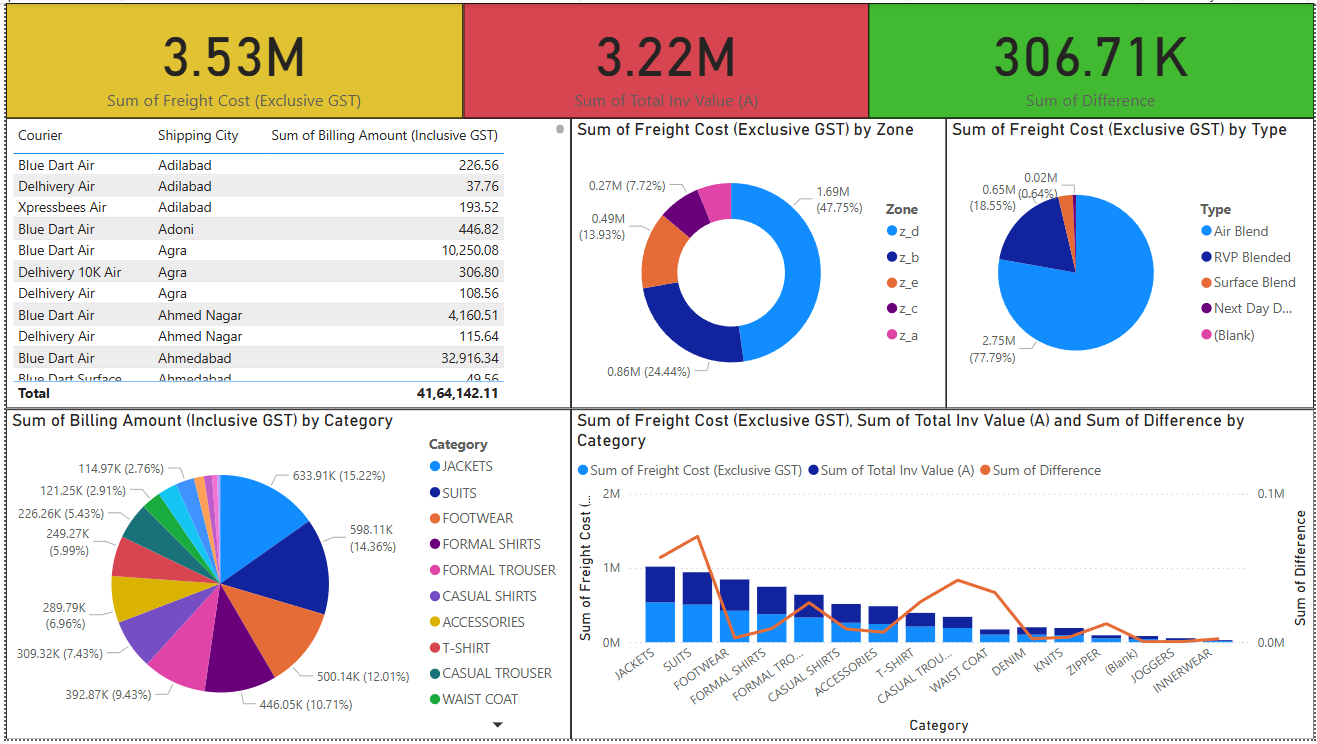 3.53M
Sum of Freight Cost (Exclusive GST)
3.22M
Sum of Total Inv Value (A)
306.71K
Sum of Difference
Courier Shipping City Sum of Billing Amount (Inclusive GST)
Blue Dart Air Adilabad 226.56
Delhivery Air Adilabad 37.76
Xpressbees Air Adilabad 193.52
Blue Dart Air Adoni 446.82
Blue Dart Air Agra 10,250.08
Delhivery 10K Air Agra 306.80
Delhivery Air Agra 108.56
Blue Dart Air Ahmed Nagar 4,160.51
Delhivery Air Ahmed Nagar 115.64
Blue Dart Air Ahmedabad 32,916.34
Blue Dart Surface Ahmedabad 49.56
Total 41,64,142.11
Sum of Freight Cost (Exclusive GST) by Zone
0.27M (7.72%)
1.69M
(47.75%)
0.49M
(13.93%)
0.86M (24.44%)
Zone
z_d
z_b
z_e
z_c
z_a
Sum of Freight Cost (Exclusive GST) by Type
0.02M
(0.64%)
0.65M
(18.55%)
2.75M
(77.79%)
Type
Air Blend
RVP Blended
Surface Blend
Next Day D...
(Blank)
Sum of Billing Amount (Inclusive GST) by Category
114.97K (2.76%)
121.25K (2.91%)
226.26K (5.43%)
249.27K
(5.99%)
289.79K
(6.96%)
309.32K (7.43%)
392.87K (9.43%)
446.05K (10.71%)
500.14K (12.01%)
598.11K
(14.36%)
633.91K (15.22%)
Category
JACKETS
SUITS
FOOTWEAR
FORMAL SHIRTS
FORMAL TROUSER
CASUAL SHIRTS
ACCESSORIES
T-SHIRT
CASUAL TROUSER
WAIST COAT
Sum of Freight Cost (Exclusive GST), Sum of Total Inv Value (A) and Sum of Difference by
Category
Sum of Freight Cost (Exclusive GST) Sum of Total Inv Value (A) Sum of Difference
Sum of Freight Cost (...
2M
1M
0M
0.1M
0.0M
Sum of Difference
JACKETS
SUITS
FOOTWEAR
FORMAL SHIRTS
FORMAL TRO...
CASUAL SHIRTS
ACCESSORIES
T-SHIRT
CASUAL TROU...
WAIST COAT
DENIM
KNITS
ZIPPER
(Blank)
JOGGERS
INNERWEAR
Category